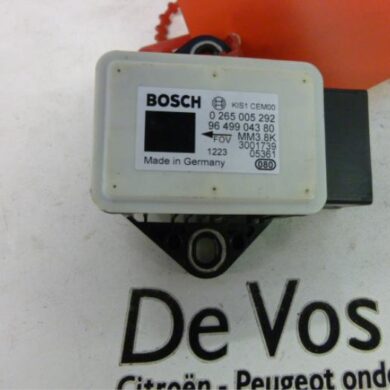 BOSCH KIS1 CEM00
0 265 005 292
96 499 043 80
MM3.8K
FOV 3001739
1223 05361
Made in Germany 080
De Vos
Citroën - Peugeot onde